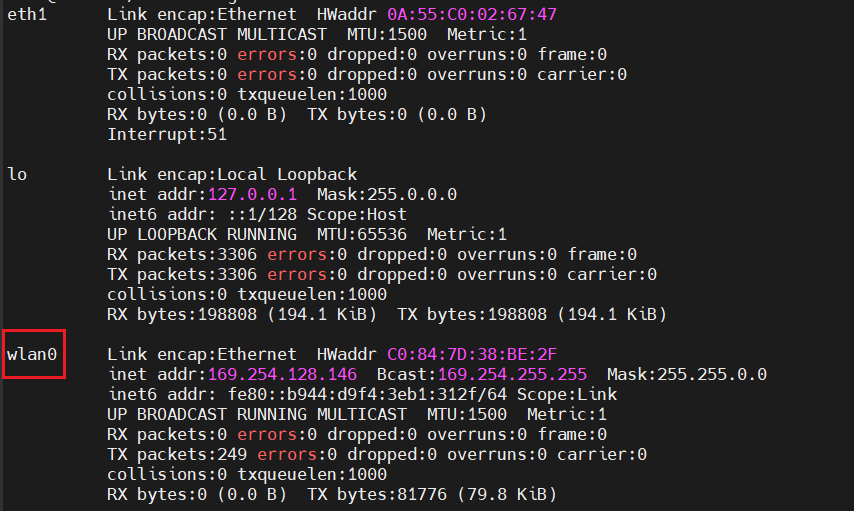 eth1 Link encap:Ethernet HWaddr 0A:55:C0:02:67:47
UP BROADCAST MULTICAST MTU:1500 Metric:1
RX packets:0 errors:0 dropped:0 overruns:0 frame:0
TX packets:0 errors:0 dropped:0 overruns:0 carrier:0
collisions:0 txqueuelen:1000
RX bytes:0 (0.0 B) TX bytes:0 (0.0 B)
Interrupt:51
lo Link encap:Local Loopback
inet addr:127.0.0.1 Mask:255.0.0.0
inet6 addr: ::1/128 Scope:Host
UP LOOPBACK RUNNING MTU:65536 Metric:1
RX packets:3306 errors:0 dropped:0 overruns:0 frame:0
TX packets:3306 errors:0 dropped:0 overruns:0 carrier:0
collisions:0 txqueuelen:1000
RX bytes:198808 (194.1 KiB) TX bytes:198808 (194.1 KiB)
wlan0 Link encap:Ethernet HWaddr C0:84:7D:38:BE:2F
inet addr:169.254.128.146 Bcast:169.254.255.255 Mask:255.255.0.0
inet6 addr: fe80::b944:d9f4:3eb1:312f/64 Scope:Link
UP BROADCAST RUNNING MULTICAST MTU:1500 Metric:1
RX packets:0 errors:0 dropped:0 overruns:0 frame:0
TX packets:249 errors:0 dropped:0 overruns:0 carrier:0
collisions:0 txqueuelen:1000
RX bytes:0 (0.0 B) TX bytes:81776 (79.8 KiB)